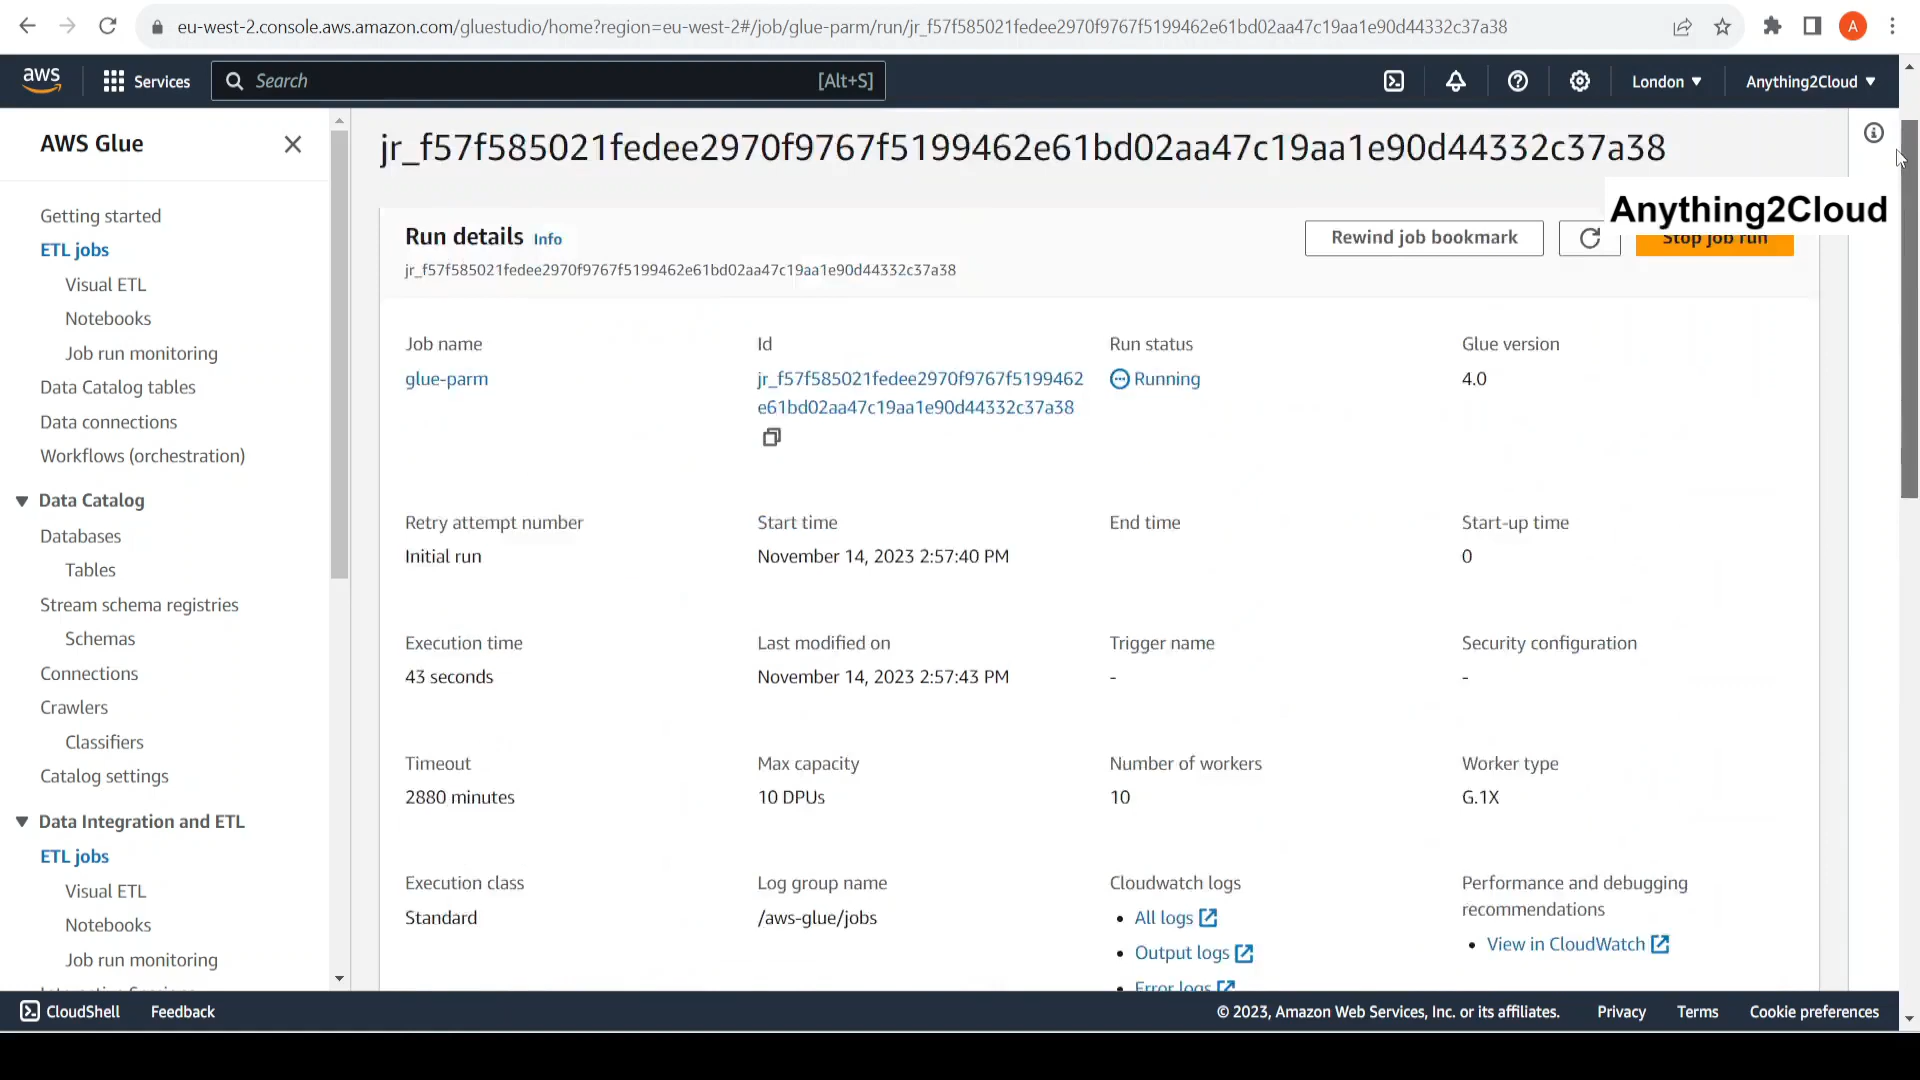 eu-west-2.console.aws.amazon.com/gluestudio/home?region=eu-west-2#/job/glue-parm/run/jr_f57f585021fedee2970f9767f5199462e61bd02aa47c19aa1e90d44332c37a38
A
aws
Services
Search
[Alt+S]
London
Anything2Cloud
AWS Glue
Getting started
ETL jobs
Visual ETL
Notebooks
Job run monitoring
Data Catalog tables
Data connections
Workflows (orchestration)
Data Catalog
Databases
Tables
Stream schema registries
Schemas
Connections
Crawlers
Classifiers
Catalog settings
Data Integration and ETL
ETL jobs
Visual ETL
Notebooks
Job run monitoring
jr_f57f585021fedee2970f9767f5199462e61bd02aa47c19aa1e90d44332c37a38
Anything2Cloud
Run details Info
jr_f57f585021fedee2970f9767f5199462e61bd02aa47c19aa1e90d44332c37a38
Rewind job bookmark
Stop job run
Job name
glue-parm
Id
jr_f57f585021fedee2970f9767f5199462
e61bd02aa47c19aa1e90d44332c37a38
Run status
Running
Glue version
4.0
Retry attempt number
Initial run
Start time
November 14, 2023 2:57:40 PM
End time
Start-up time
0
Execution time
43 seconds
Last modified on
November 14, 2023 2:57:43 PM
Trigger name
-
Security configuration
-
Timeout
2880 minutes
Max capacity
10 DPUs
Number of workers
10
Worker type
G.1X
Execution class
Standard
Log group name
/aws-glue/jobs
Cloudwatch logs
• All logs
• Output logs
• Error logs
Performance and debugging
recommendations
• View in CloudWatch
CloudShell
Feedback
© 2023, Amazon Web Services, Inc. or its affiliates.
Privacy
Terms
Cookie preferences